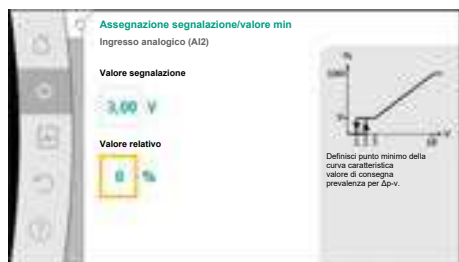 Assegnazione segnalazione/valore min
Ingresso analogico (AI2)
Valore segnalazione
3,00 V
Valore relativo
0 %
%
V
Definisci punto minimo della
curva caratteristica
valore di consegna
prevalenza per Δp-v.